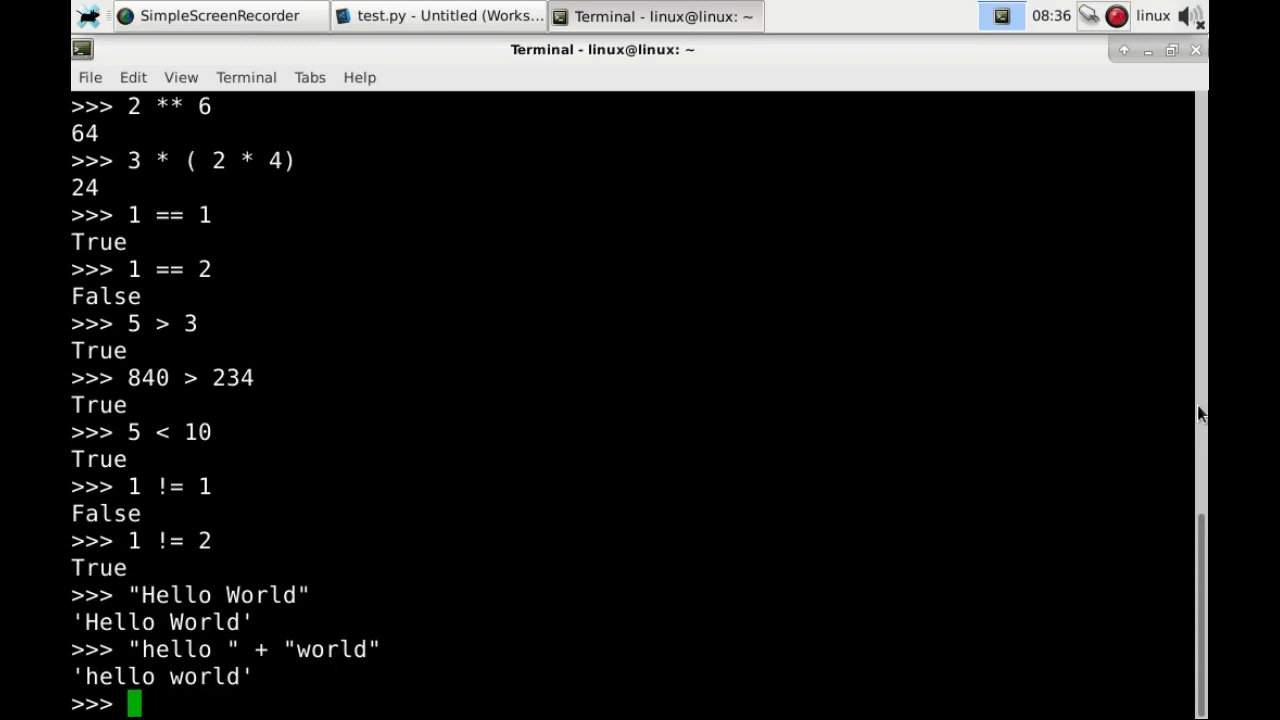 SimpleScreenRecorder test.py - Untitled (Works... Terminal - linux@linux: ~ 08:36 linux
Terminal - linux@linux: ~
File Edit View Terminal Tabs Help
>>> 2 ** 6
64
>>> 3 * ( 2 * 4)
24
>>> 1 == 1
True
>>> 1 == 2
False
>>> 5 > 3
True
>>> 840 > 234
True
>>> 5 < 10
True
>>> 1 != 1
False
>>> 1 != 2
True
>>> "Hello World"
'Hello World'
>>> "hello " + "world"
'hello world'
>>>